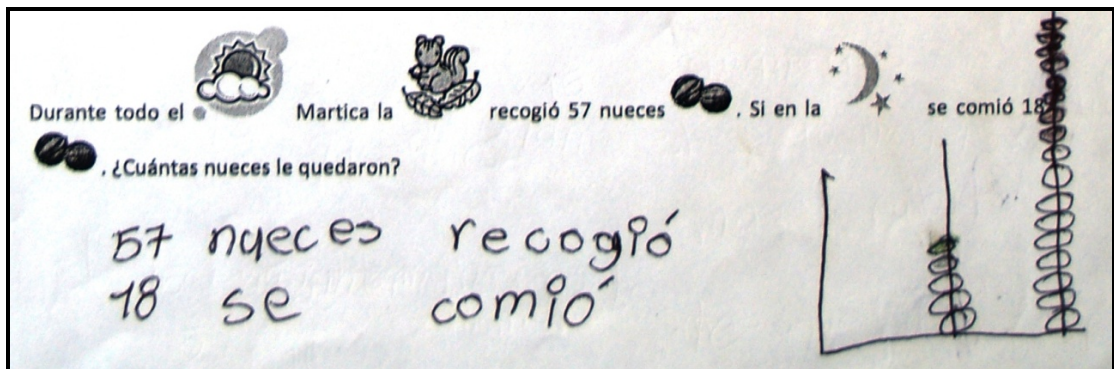 Durante todo el Martica la recogió 57 nueces . Si en la se comió 18
. ¿Cuántas nueces le quedaron?
57 nueces recogió
18 se comió